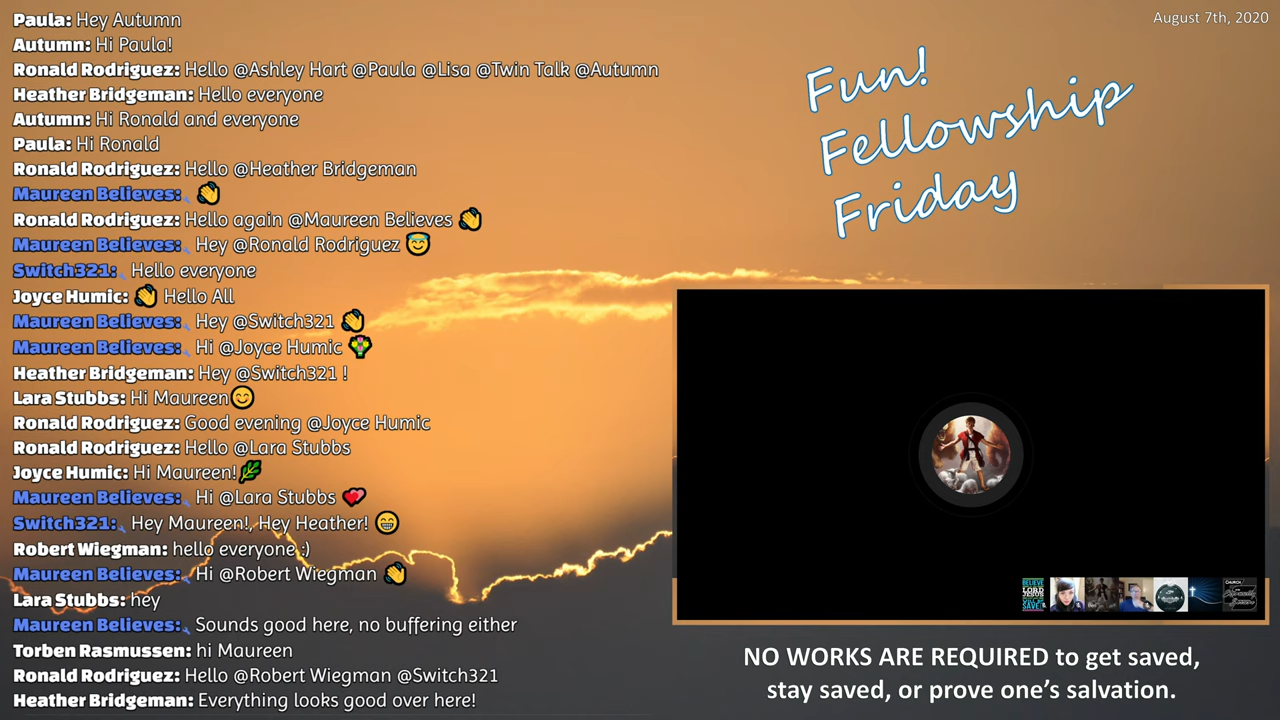 Paula: Hey Autumn
Autumn: Hi Paula!
Ronald Rodriguez: Hello @Ashley Hart @Paula @Lisa @Twin Talk @Autumn
Heather Bridgeman: Hello everyone
Autumn: Hi Ronald and everyone
Paula: Hi Ronald
Ronald Rodriguez: Hello @Heather Bridgeman
Maureen Believes: 👋
Ronald Rodriguez: Hello again @Maureen Believes 👋
Maureen Believes: Hey @Ronald Rodriguez 😇
Switch321: Hello everyone
Joyce Humic: 👋 Hello All
Maureen Believes: Hey @Switch321 👋
Maureen Believes: Hi @Joyce Humic 💐
Heather Bridgeman: Hey @Switch321 !
Lara Stubbs: Hi Maureen😊
Ronald Rodriguez: Good evening @Joyce Humic
Ronald Rodriguez: Hello @Lara Stubbs
Joyce Humic: Hi Maureen!🌿
Maureen Believes: Hi @Lara Stubbs 💕
Switch321: Hey Maureen!, Hey Heather! 😁
Robert Wiegman: hello everyone :)
Maureen Believes: Hi @Robert Wiegman 👋
Lara Stubbs: hey
Maureen Believes: Sounds good here, no buffering either
Torben Rasmussen: hi Maureen
Ronald Rodriguez: Hello @Robert Wiegman @Switch321
Heather Bridgeman: Everything looks good over here!
August 7th, 2020
Fun!
Fellowship
Friday
BELIEVE
LORD
JESUS
SAVE
CHURCH
NO WORKS ARE REQUIRED to get saved,
stay saved, or prove one's salvation.